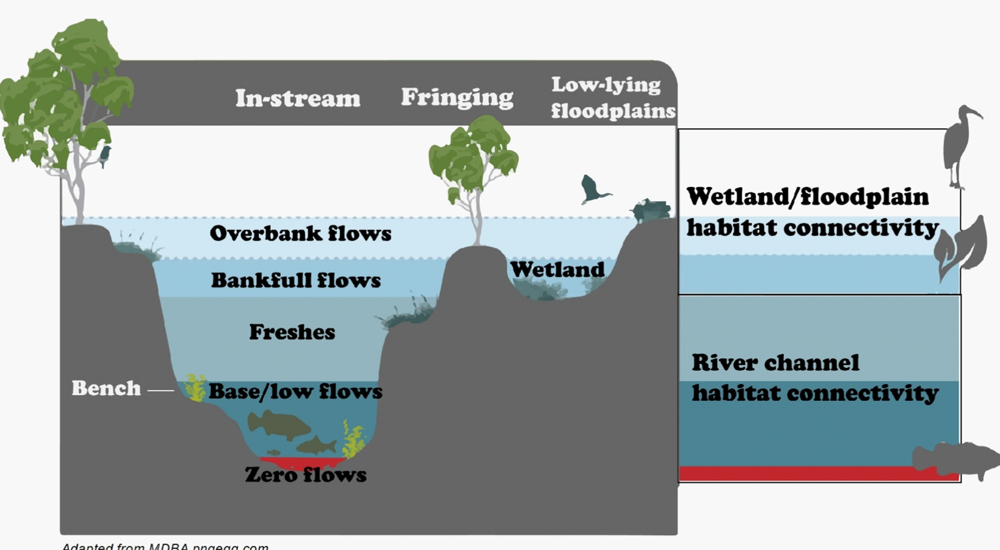 In-stream
Fringing
Low-lying
floodplains
Overbank flows
Bankfull flows
Wetland
Freshes
Bench
Base/low flows
Zero flows
Wetland/floodplain
habitat connectivity
River channel
habitat connectivity
Adapted from MDBA pngegg.com